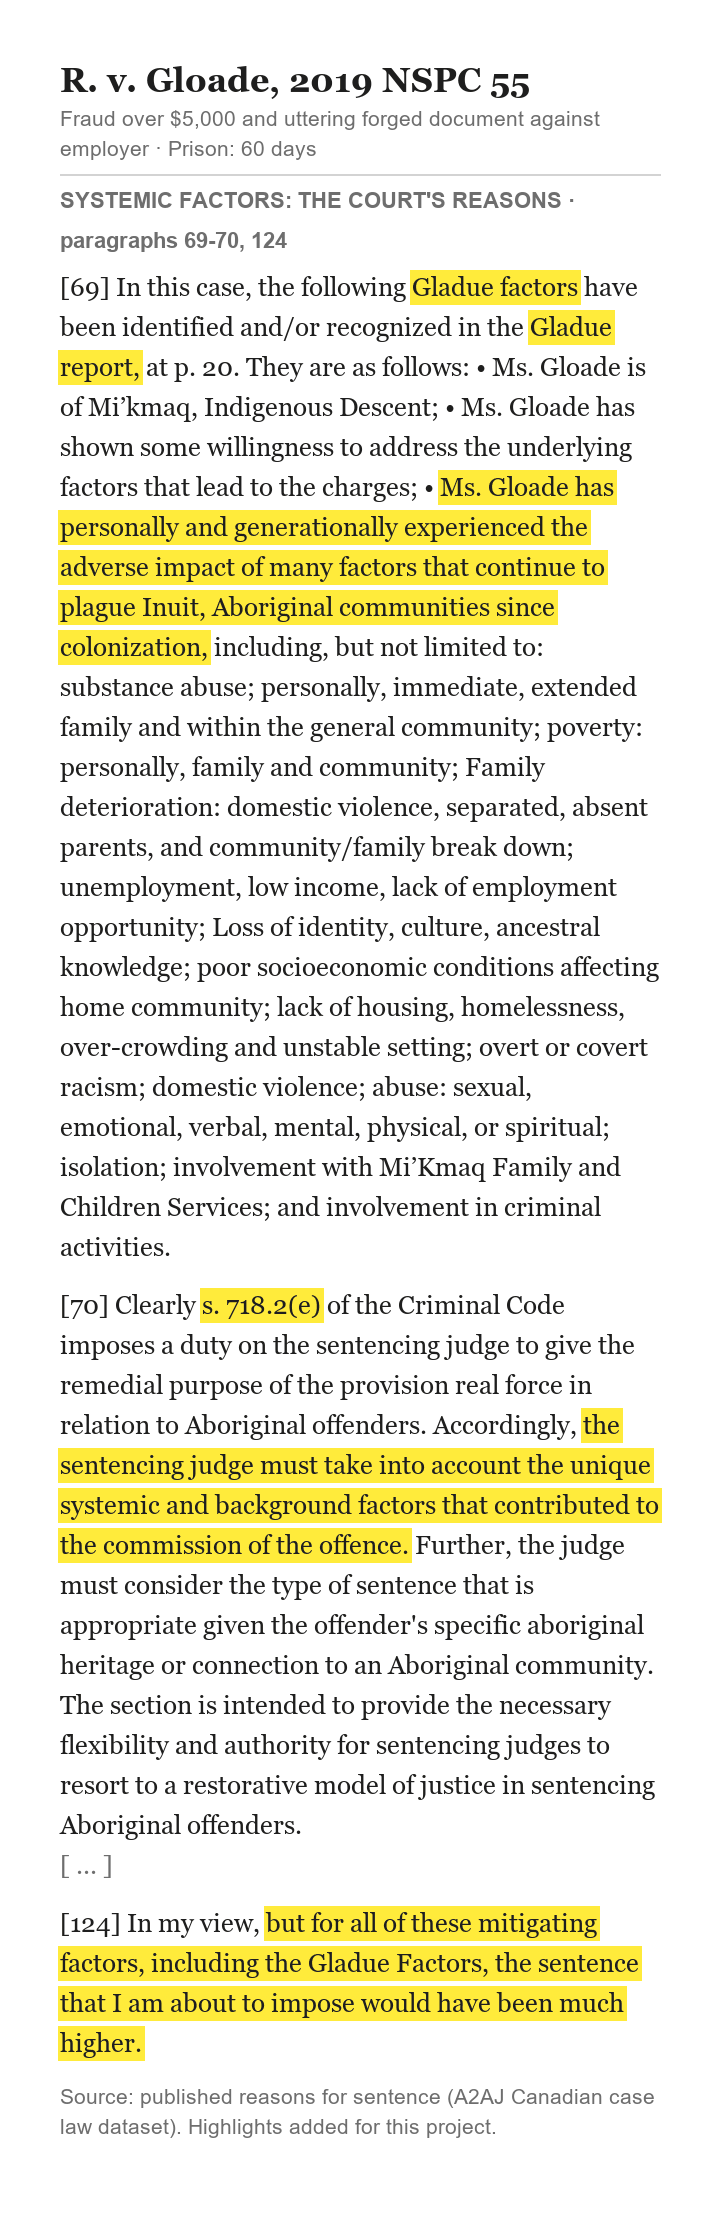 R. v. Gloade, 2019 NSPC 55
Fraud over $5,000 and uttering forged document against
employer · Prison: 60 days
SYSTEMIC FACTORS: THE COURT'S REASONS ·
paragraphs 69-70, 124
[69] In this case, the following Gladue factors have
been identified and/or recognized in the Gladue
report, at p. 20. They are as follows: • Ms. Gloade is
of Mi’kmaq, Indigenous Descent; • Ms. Gloade has
shown some willingness to address the underlying
factors that lead to the charges; • Ms. Gloade has
personally and generationally experienced the
adverse impact of many factors that continue to
plague Inuit, Aboriginal communities since
colonization, including, but not limited to:
substance abuse; personally, immediate, extended
family and within the general community; poverty:
personally, family and community; Family
deterioration: domestic violence, separated, absent
parents, and community/family break down;
unemployment, low income, lack of employment
opportunity; Loss of identity, culture, ancestral
knowledge; poor socioeconomic conditions affecting
home community; lack of housing, homelessness,
over-crowding and unstable setting; overt or covert
racism; domestic violence; abuse: sexual,
emotional, verbal, mental, physical, or spiritual;
isolation; involvement with Mi’Kmaq Family and
Children Services; and involvement in criminal
activities.
[70] Clearly s. 718.2(e) of the Criminal Code
imposes a duty on the sentencing judge to give the
remedial purpose of the provision real force in
relation to Aboriginal offenders. Accordingly, the
sentencing judge must take into account the unique
systemic and background factors that contributed to
the commission of the offence. Further, the judge
must consider the type of sentence that is
appropriate given the offender's specific aboriginal
heritage or connection to an Aboriginal community.
The section is intended to provide the necessary
flexibility and authority for sentencing judges to
resort to a restorative model of justice in sentencing
Aboriginal offenders.
[ ... ]
[124] In my view, but for all of these mitigating
factors, including the Gladue Factors, the sentence
that I am about to impose would have been much
higher.
Source: published reasons for sentence (A2AJ Canadian case
law dataset). Highlights added for this project.